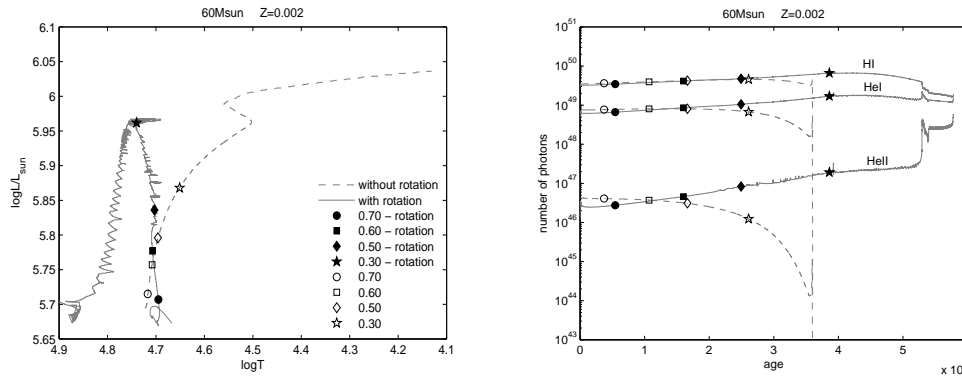 60Msun Z=0.002
6.1
6.05
6
5.95
5.9
5.85
5.8
5.75
5.7
5.65
logL/L_sun
4.9 4.8 4.7 4.6 4.5 4.4 4.3 4.2 4.1
logT
without rotation
with rotation
0.70 – rotation
0.60 – rotation
0.50 – rotation
0.30 – rotation
0.70
0.60
0.50
0.30
60Msun Z=0.002
10^51
10^50
10^49
10^48
10^47
10^46
10^45
10^44
10^43
number of photons
HI
HeI
HeII
0 1 2 3 4 5
age
x 10